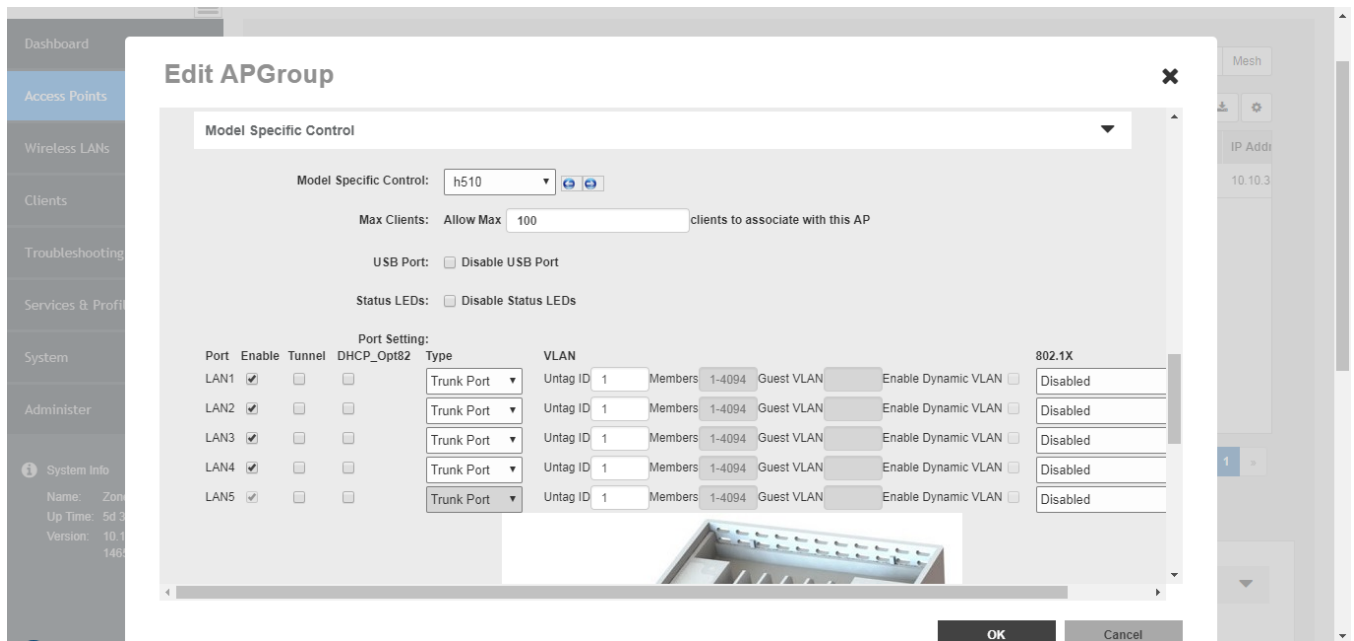 Dashboard
Access Points
Wireless LANs
Clients
Troubleshooting
Services & Profil
System
Administer
System Info
Name: Zone
Up Time: 5d 3
Version: 10.1
1465
Mesh
IP Addr
10.10.3
1 »
Edit APGroup
Model Specific Control
Model Specific Control: h510
Max Clients: Allow Max 100 clients to associate with this AP
USB Port: Disable USB Port
Status LEDs: Disable Status LEDs
Port Setting:
Port Enable Tunnel DHCP_Opt82 Type VLAN 802.1X
LAN1 Trunk Port Untag ID 1 Members 1-4094 Guest VLAN Enable Dynamic VLAN Disabled
LAN2 Trunk Port Untag ID 1 Members 1-4094 Guest VLAN Enable Dynamic VLAN Disabled
LAN3 Trunk Port Untag ID 1 Members 1-4094 Guest VLAN Enable Dynamic VLAN Disabled
LAN4 Trunk Port Untag ID 1 Members 1-4094 Guest VLAN Enable Dynamic VLAN Disabled
LAN5 Trunk Port Untag ID 1 Members 1-4094 Guest VLAN Enable Dynamic VLAN Disabled
OK Cancel